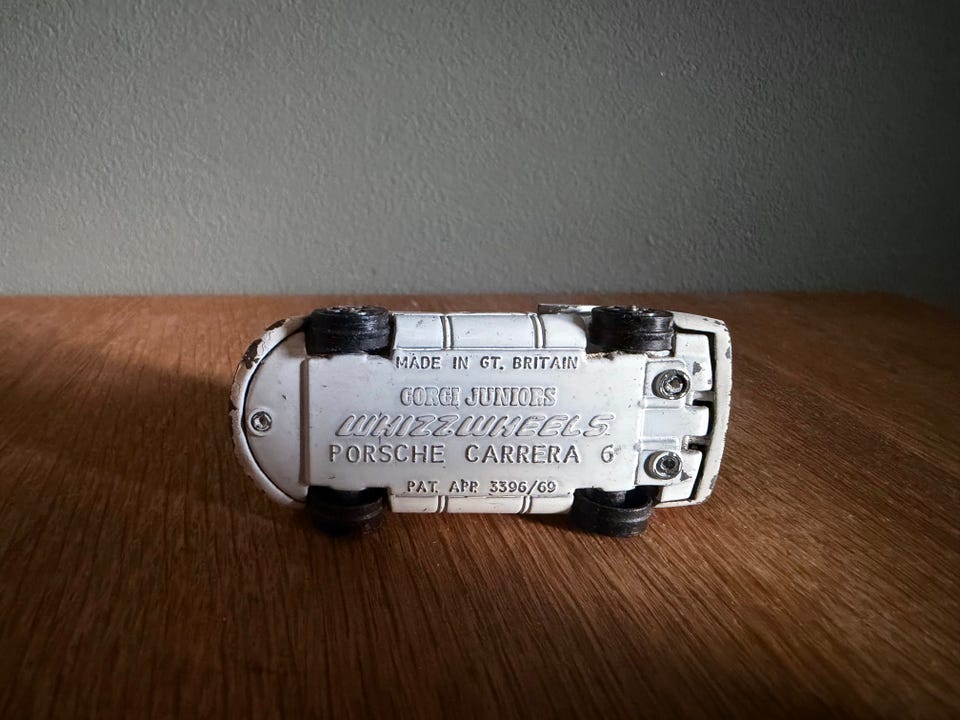 MADE IN GT. BRITAIN
CORGI JUNIORS
WHIZZWHEELS
PORSCHE CARRERA 6
PAT. APP. 3396/69